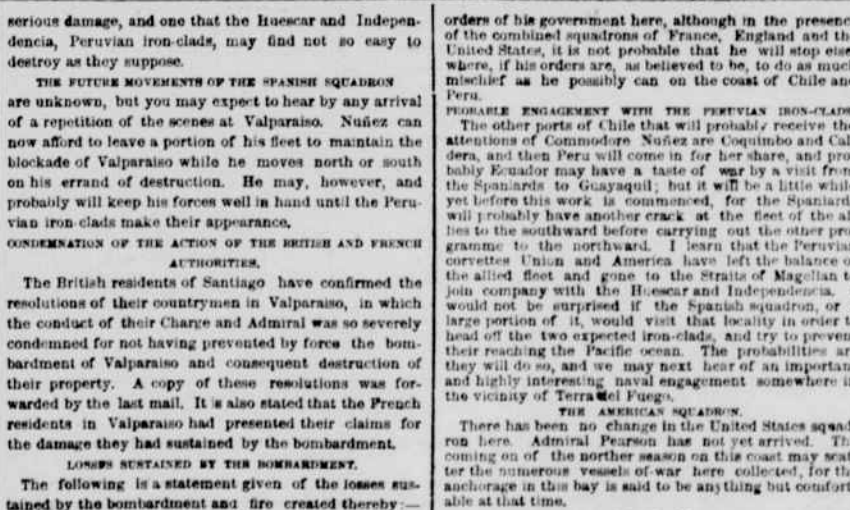 serious damage, and one that the Huescar and Indepen-
dencia, Peruvian iron-clads, may find not so easy to
destroy as they suppose.
THE FUTURE MOVEMENTS OF THE SPANISH SQUADRON
are unknown, but you may expect to hear by any arrival
of a repetition of the scenes at Valparaiso. Nuñez can
now afford to leave a portion of his fleet to maintain the
blockade of Valparaiso while he moves north or south
on his errand of destruction. He may, however, and
probably will keep his forces well in hand until the Peru-
vian iron clads make their appearance.
CONDEMNATION OF THE ACTION OF THE BRITISH AND FRENCH
AUTHORITIES.
The British residents of Santiago have confirmed the
resolutions of their countrymen in Valparaiso, in which
the conduct of their Charge and Admiral was so severely
condemned for not having prevented by force the bom-
bardment of Valparaiso and consequent destruction of
their property. A copy of these resolutions was for-
warded by the last mail. It is also stated that the French
residents in Valparaiso had presented their claims for
the damage they had sustained by the bombardment.
LOSSES SUSTAINED BY THE BOMBARDMENT.
The following is a statement given of the losses sus-
tained by the bombardment and fire created thereby:—
orders of his government here, although in the presenc
of the combined squadrons of France, England and th
United States, it is not probable that he will stop else
where, if his orders are, as believed to be, to do as muc
mischief as he possibly can on the coast of Chile an
Peru.
PROBABLE ENGAGEMENT WITH THE PERUVIAN IRON-CLADS
The other ports of Chile that will probably receive the
attentions of Commodore Nuñez are Coquimbo and Cal
dera, and then Peru will come in for her share, and pro
bably Ecuador may have a taste of war by a visit from
the Spaniards to Guayaquil; but it will be a little while
yet before this work is commenced, for the Spaniard
will probably have another crack at the fleet of the al
lies to the southward before carrying out the other pro
gramme to the northward. I learn that the Peruvian
corvettes Union and America have left the balance o
the allied fleet and gone to the Straits of Magellan t
join company with the Huescar and Independencia.
would not be surprised if the Spanish squadron, or
large portion of it, would visit that locality in order t
head off the two expected iron-clads, and try to preven
their reaching the Pacific ocean. The probabilities ar
they will do so, and we may next hear of an importan
and highly interesting naval engagement somewhere i
the vicinity of Terra del Fuego.
THE AMERICAN SQUADRON.
There has been no change in the United States squad
ron here. Admiral Pearson has not yet arrived. Th
coming on of the norther season on this coast may scat
ter the numerous vessels-of-war here collected, for th
anchorage in this bay is said to be anything but comfort
able at that time.